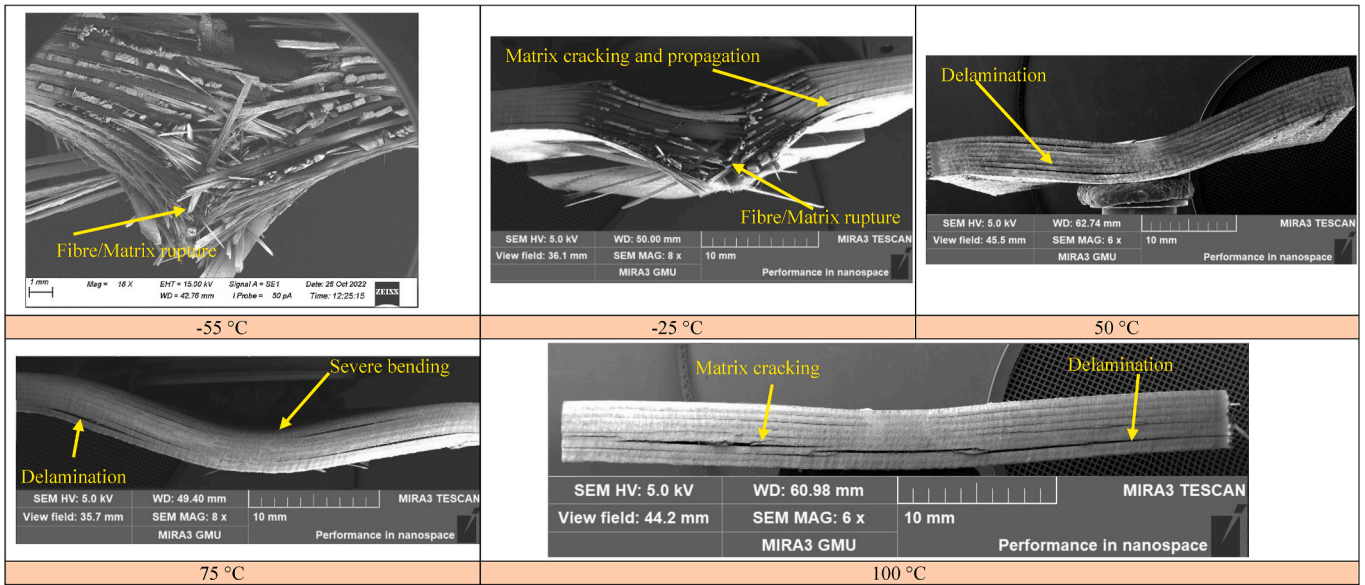 Fibre/Matrix rupture
1 mm
Mag = 18 X
EHT = 15.00 kV
Signal A = SE1
Date: 26 Oct 2022
WD = 42.76 mm
I Probe = 50 pA
Time: 12:25:15
ZEISS
-55 °C
Matrix cracking and propagation
Fibre/Matrix rupture
SEM HV: 5.0 kV
WD: 50.00 mm
MIRA3 TESCAN
View field: 36.1 mm
SEM MAG: 8 x
10 mm
MIRA3 GMU
Performance in nanospace
-25 °C
Delamination
SEM HV: 5.0 kV
WD: 62.74 mm
MIRA3 TESCAN
View field: 45.5 mm
SEM MAG: 6 x
10 mm
MIRA3 GMU
Performance in nanospace
50 °C
Severe bending
Delamination
SEM HV: 5.0 kV
WD: 49.40 mm
MIRA3 TESCAN
View field: 35.7 mm
SEM MAG: 8 x
10 mm
MIRA3 GMU
Performance in nanospace
75 °C
Matrix cracking
Delamination
SEM HV: 5.0 kV
WD: 60.98 mm
MIRA3 TESCAN
View field: 44.2 mm
SEM MAG: 6 x
10 mm
MIRA3 GMU
Performance in nanospace
100 °C